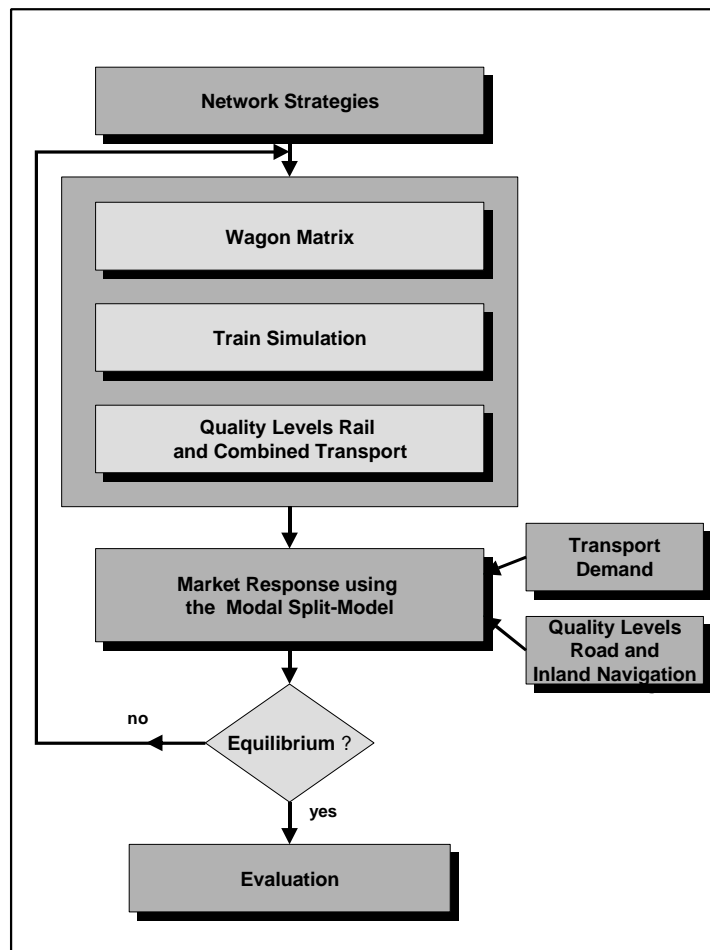 Network Strategies
Wagon Matrix
Train Simulation
Quality Levels Rail
and Combined Transport
Market Response using
the Modal Split-Model
Transport
Demand
Quality Levels
Road and
Inland Navigation
no
Equilibrium ?
yes
Evaluation